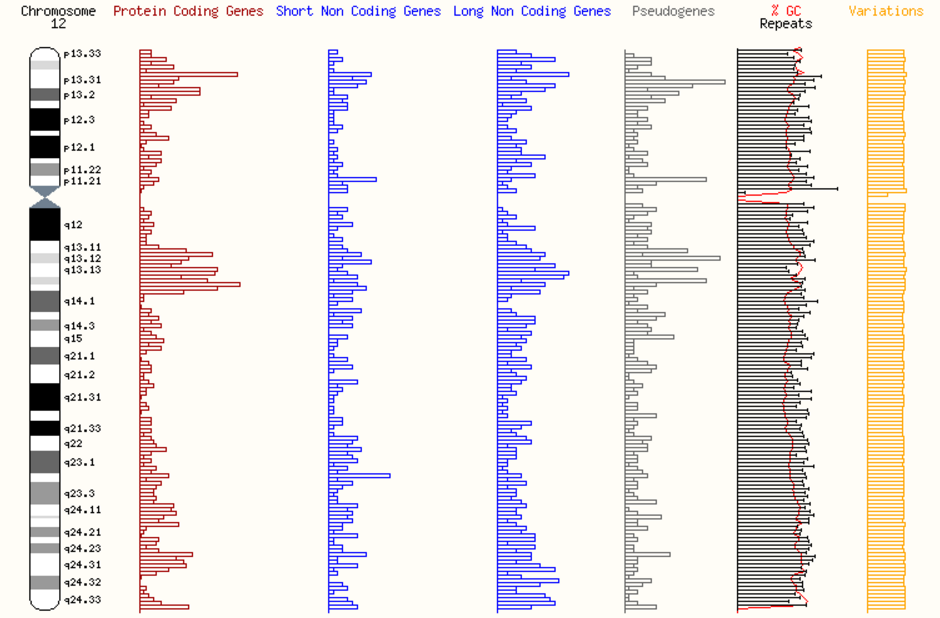 Chromosome 12
Protein Coding Genes
Short Non Coding Genes
Long Non Coding Genes
Pseudogenes
% GC
Repeats
Variations
p13.33
p13.31
p13.2
p12.3
p12.1
p11.22
p11.21
q12
q13.11
q13.12
q13.13
q14.1
q14.3
q15
q21.1
q21.2
q21.31
q21.33
q22
q23.1
q23.3
q24.11
q24.21
q24.23
q24.31
q24.32
q24.33